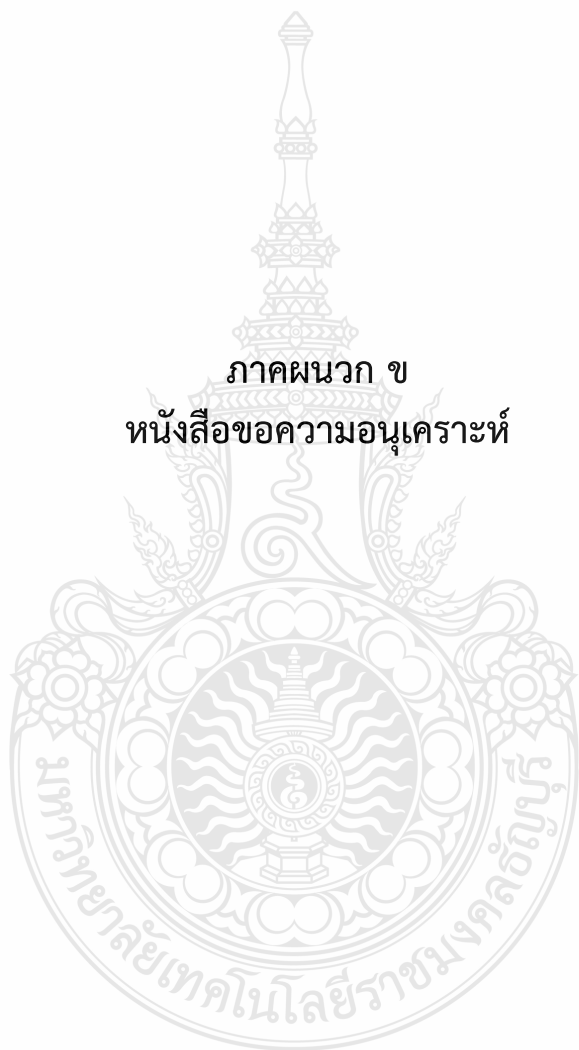 ภาคผนวก ข
หนังสือขอความอนุเคราะห์
มหาวิทยาลัยเทคโนโลยีราชมงคลธัญบุรี